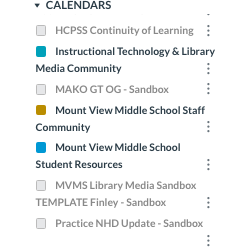 CALENDARS
HCPSS Continuity of Learning
Instructional Technology & Library
Media Community
MAKO GT OG - Sandbox
Mount View Middle School Staff
Community
Mount View Middle School
Student Resources
MVMS Library Media Sandbox
TEMPLATE Finley - Sandbox
Practice NHD Update - Sandbox